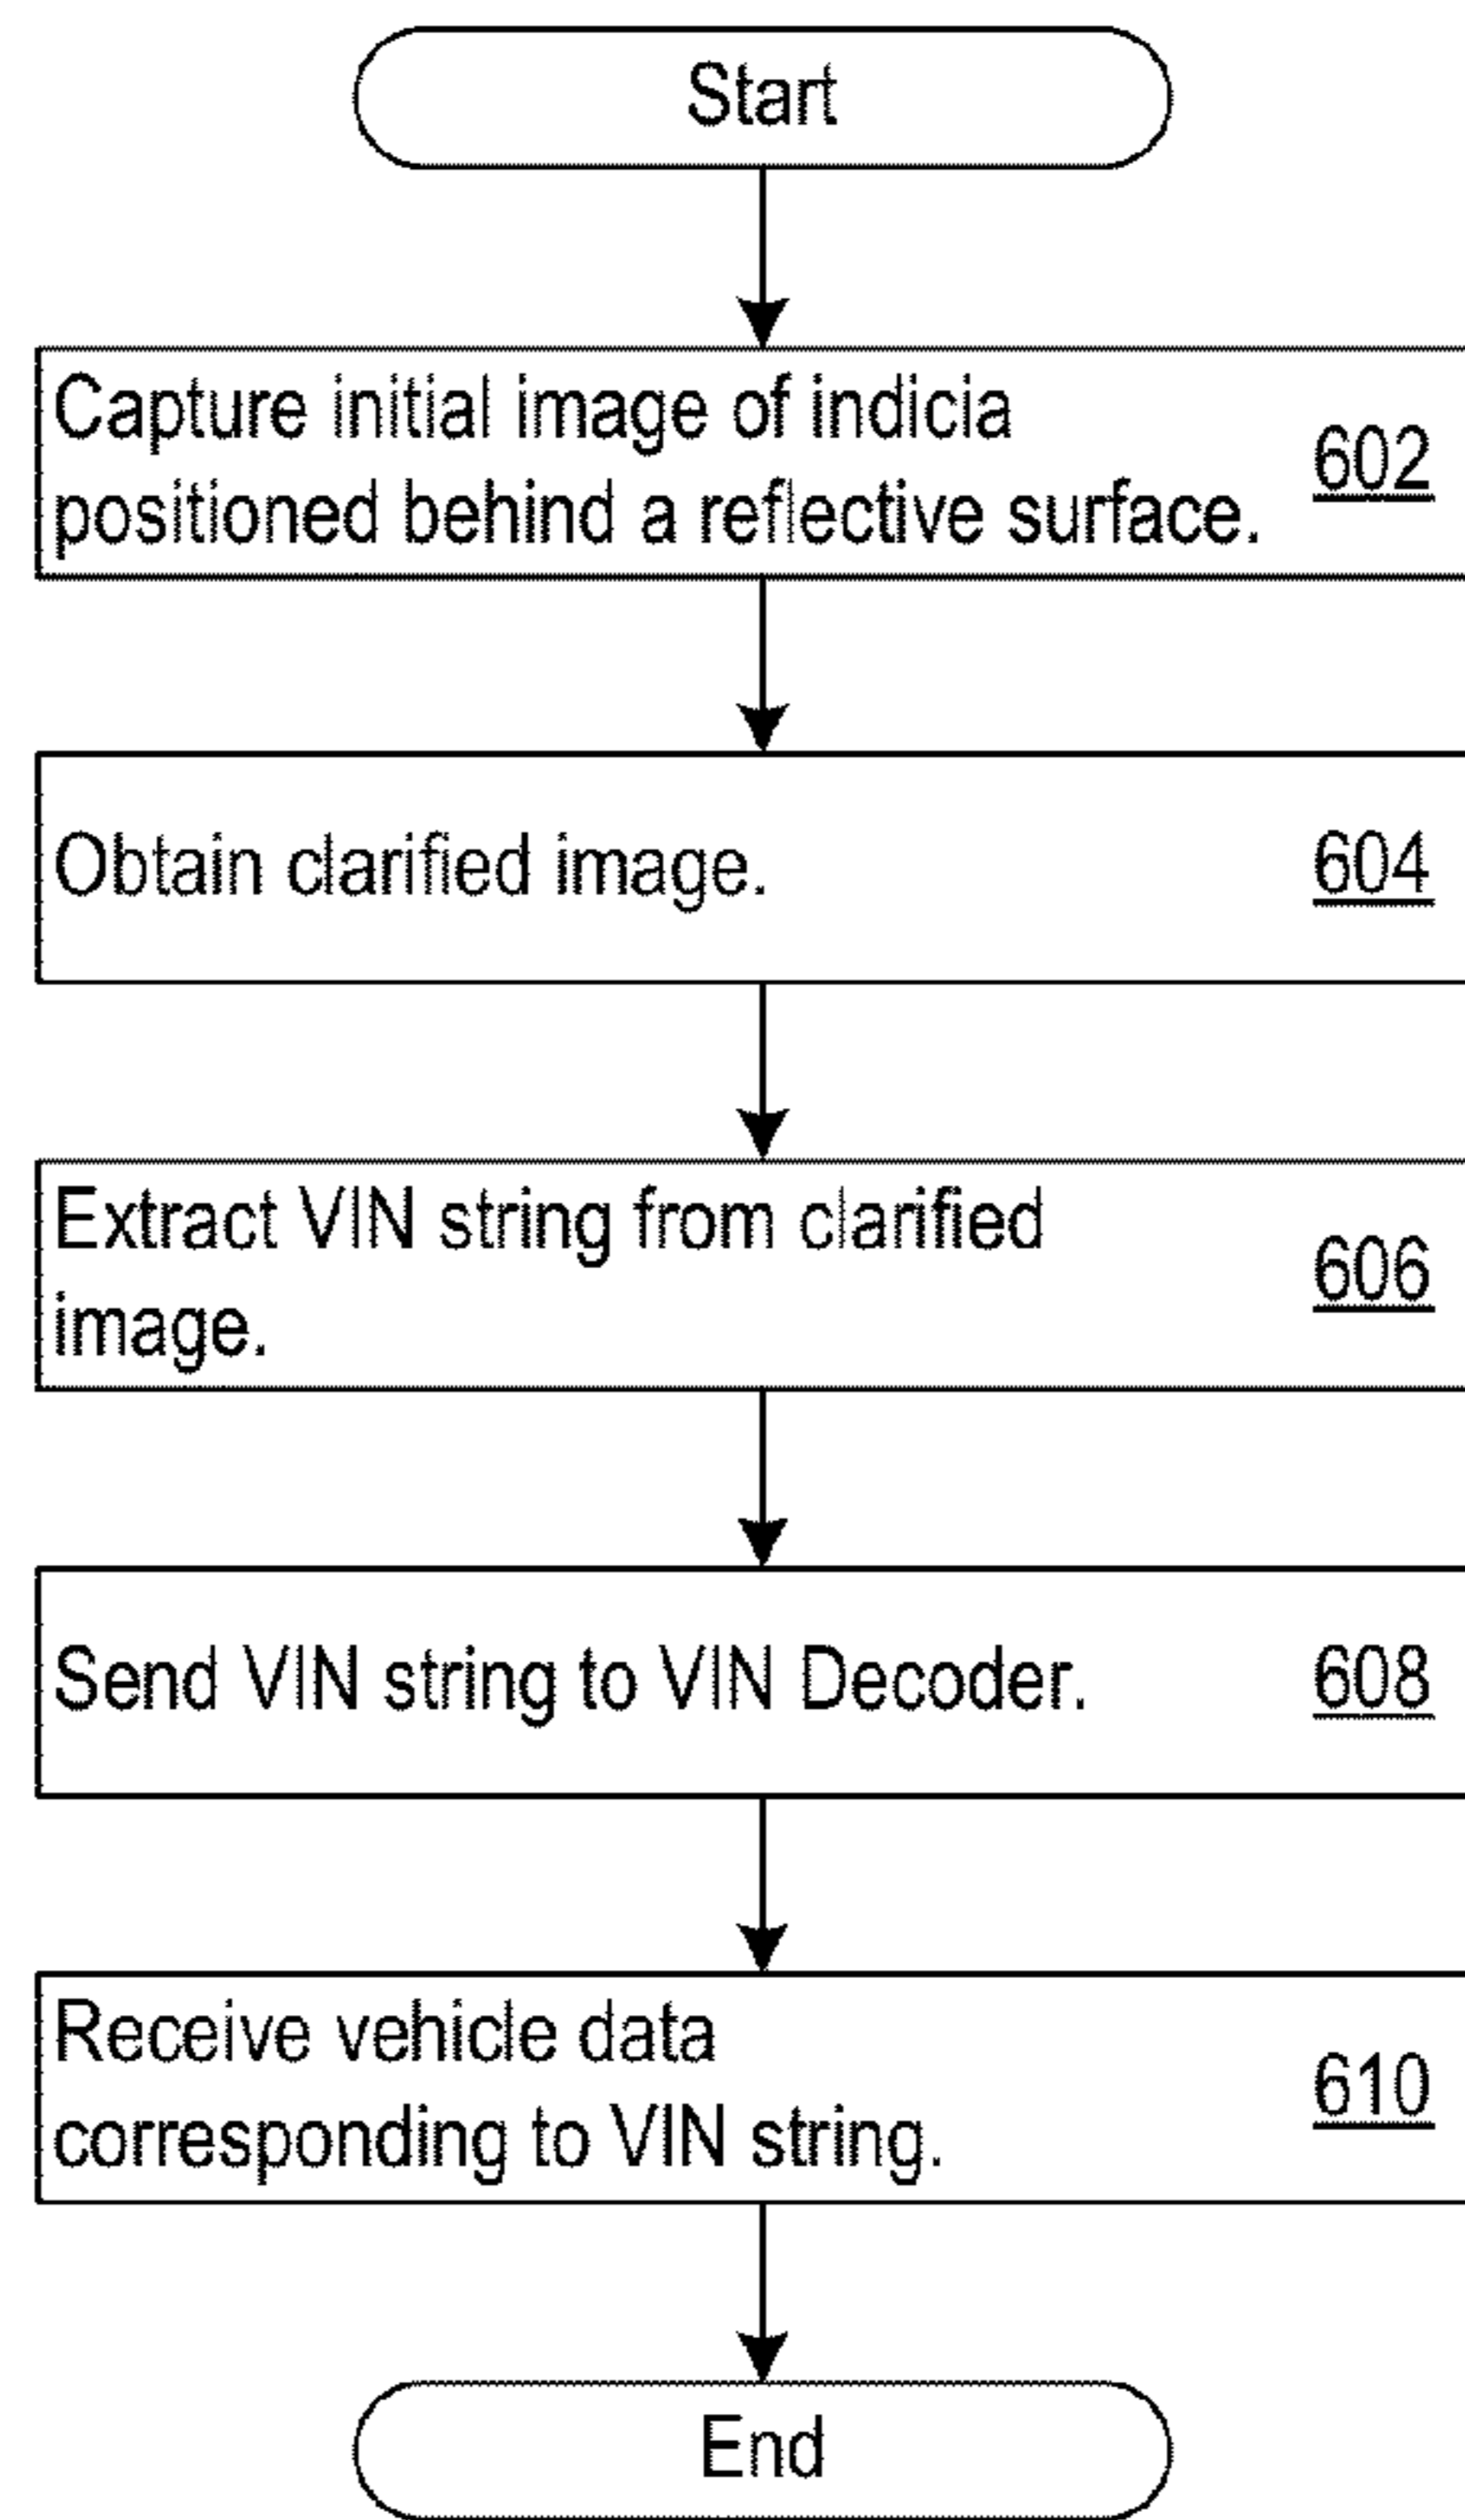 Start
Capture initial image of indicia
positioned behind a reflective surface.
602
Obtain clarified image.
604
Extract VIN string from clarified
image.
606
Send VIN string to VIN Decoder.
608
Receive vehicle data
corresponding to VIN string.
610
End